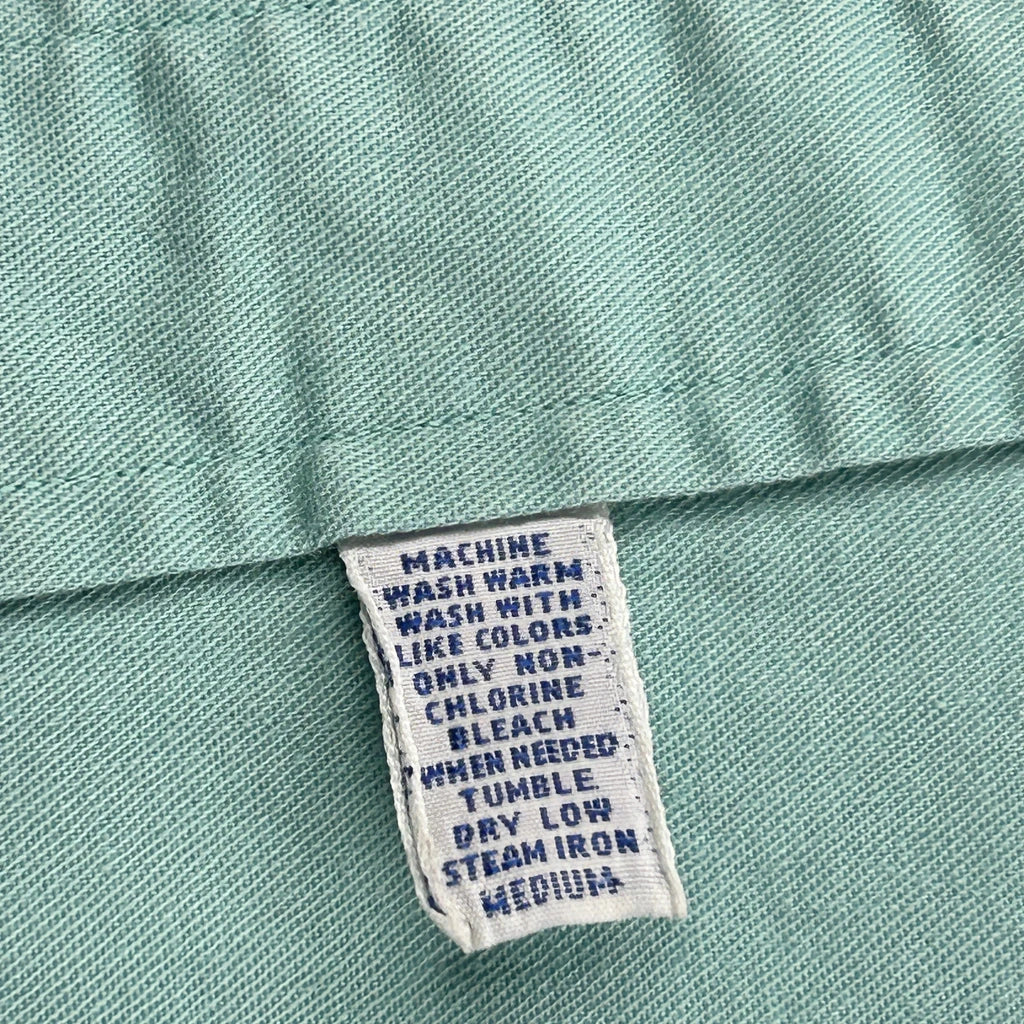 MACHINE
WASH WARM
WASH WITH
LIKE COLORS
ONLY NON-
CHLORINE
BLEACH
WHEN NEEDED
TUMBLE
DRY LOW
STEAM IRON
MEDIUM